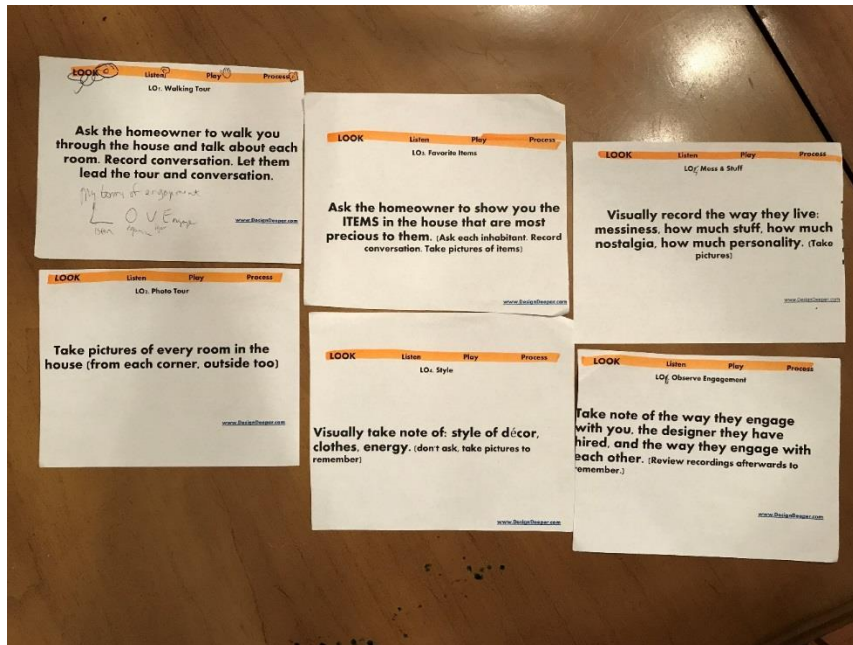 LOOK Listen Play Process
LO1. Walking Tour
Ask the homeowner to walk you
through the house and talk about each
room. Record conversation. Let them
lead the tour and conversation.
terms of engagement
L O V E
www.DesignDeeper.com
LOOK Listen Play Process
LO2. Photo Tour
Take pictures of every room in the
house (from each corner, outside too)
www.DesignDeeper.com
LOOK Listen Play Process
LO3. Favorite Items
Ask the homeowner to show you the
ITEMS in the house that are most
precious to them. (Ask each inhabitant. Record
conversation. Take pictures of items)
www.DesignDeeper.com
LOOK Listen Play Process
LO4. Style
Visually take note of: style of décor,
clothes, energy. (don't ask, take pictures to
remember)
www.DesignDeeper.com
LOOK Listen Play Process
Mess & Stuff
Visually record the way they live:
messiness, how much stuff, how much
nostalgia, how much personality. (Take
pictures)
www.DesignDeeper.com
LOOK Listen Play Process
Observe Engagement
Take note of the way they engage
with you, the designer they have
hired, and the way they engage with
each other. (Review recordings afterwards to
remember.)
www.DesignDeeper.com